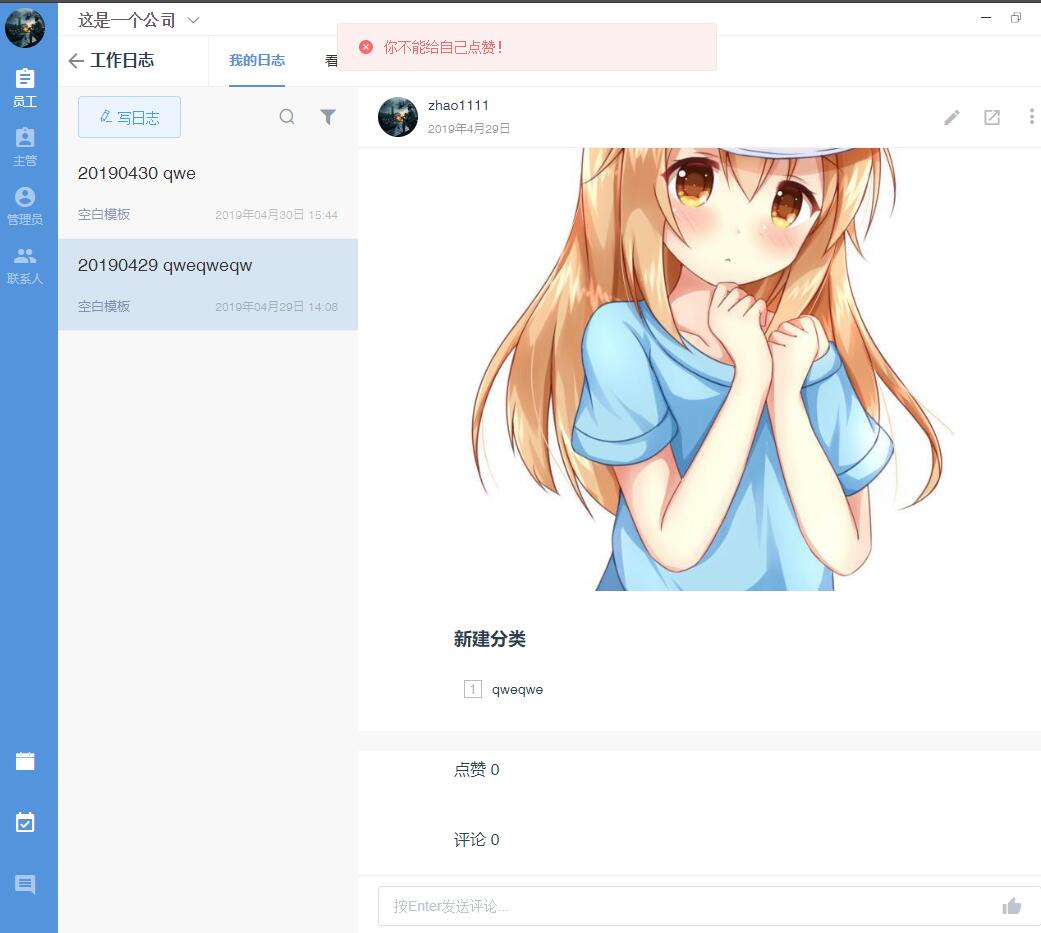 这是一个公司
你不能给自己点赞！
工作日志
我的日志
看
员工
主管
管理员
联系人
写日志
20190430 qwe
空白模板
2019年04月30日 15:44
20190429 qweqweqw
空白模板
2019年04月29日 14:08
zhao1111
2019年4月29日
新建分类
1 qweqwe
点赞 0
评论 0
按Enter发送评论...